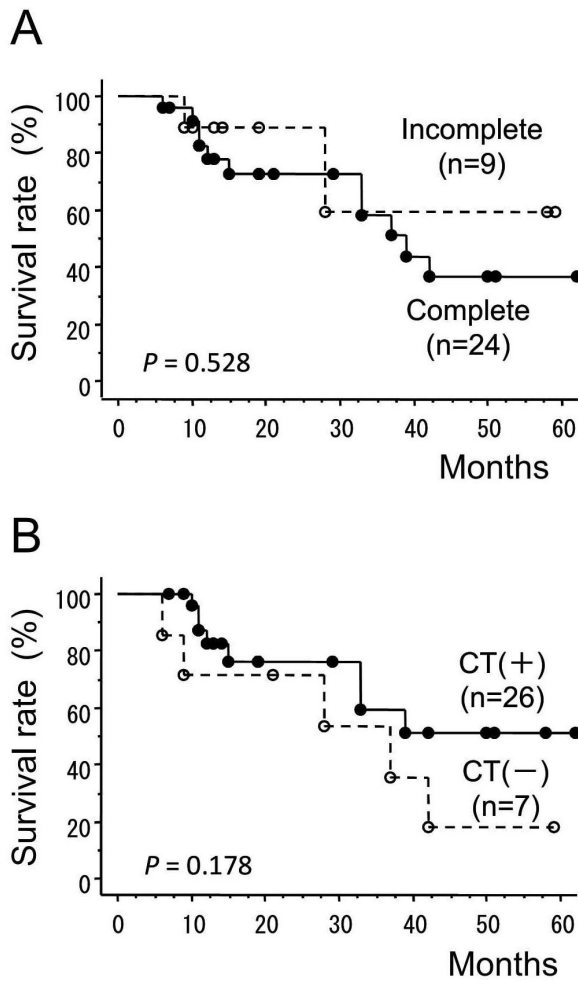 A
Survival rate (%)
100
80
60
40
20
0
Incomplete
(n=9)
Complete
(n=24)
P = 0.528
0 10 20 30 40 50 60
Months
B
Survival rate (%)
100
80
60
40
20
0
CT(+)
(n=26)
CT(−)
(n=7)
P = 0.178
0 10 20 30 40 50 60
Months